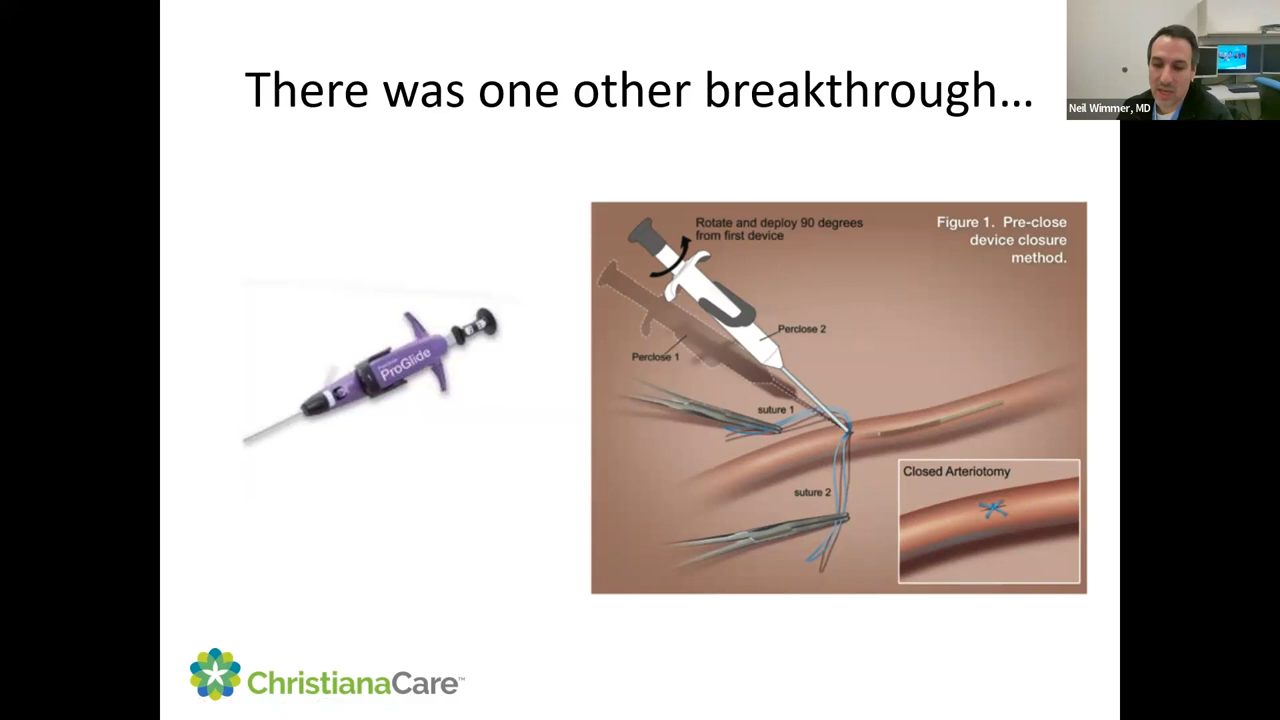 There was one other breakthrough...
Neil Wimmer, MD
ProGlide
Rotate and deploy 90 degrees
from first device
Figure 1. Pre-close
device closure
method.
Perclose 2
Perclose 1
suture 1
suture 2
Closed Arteriotomy
ChristianaCare™